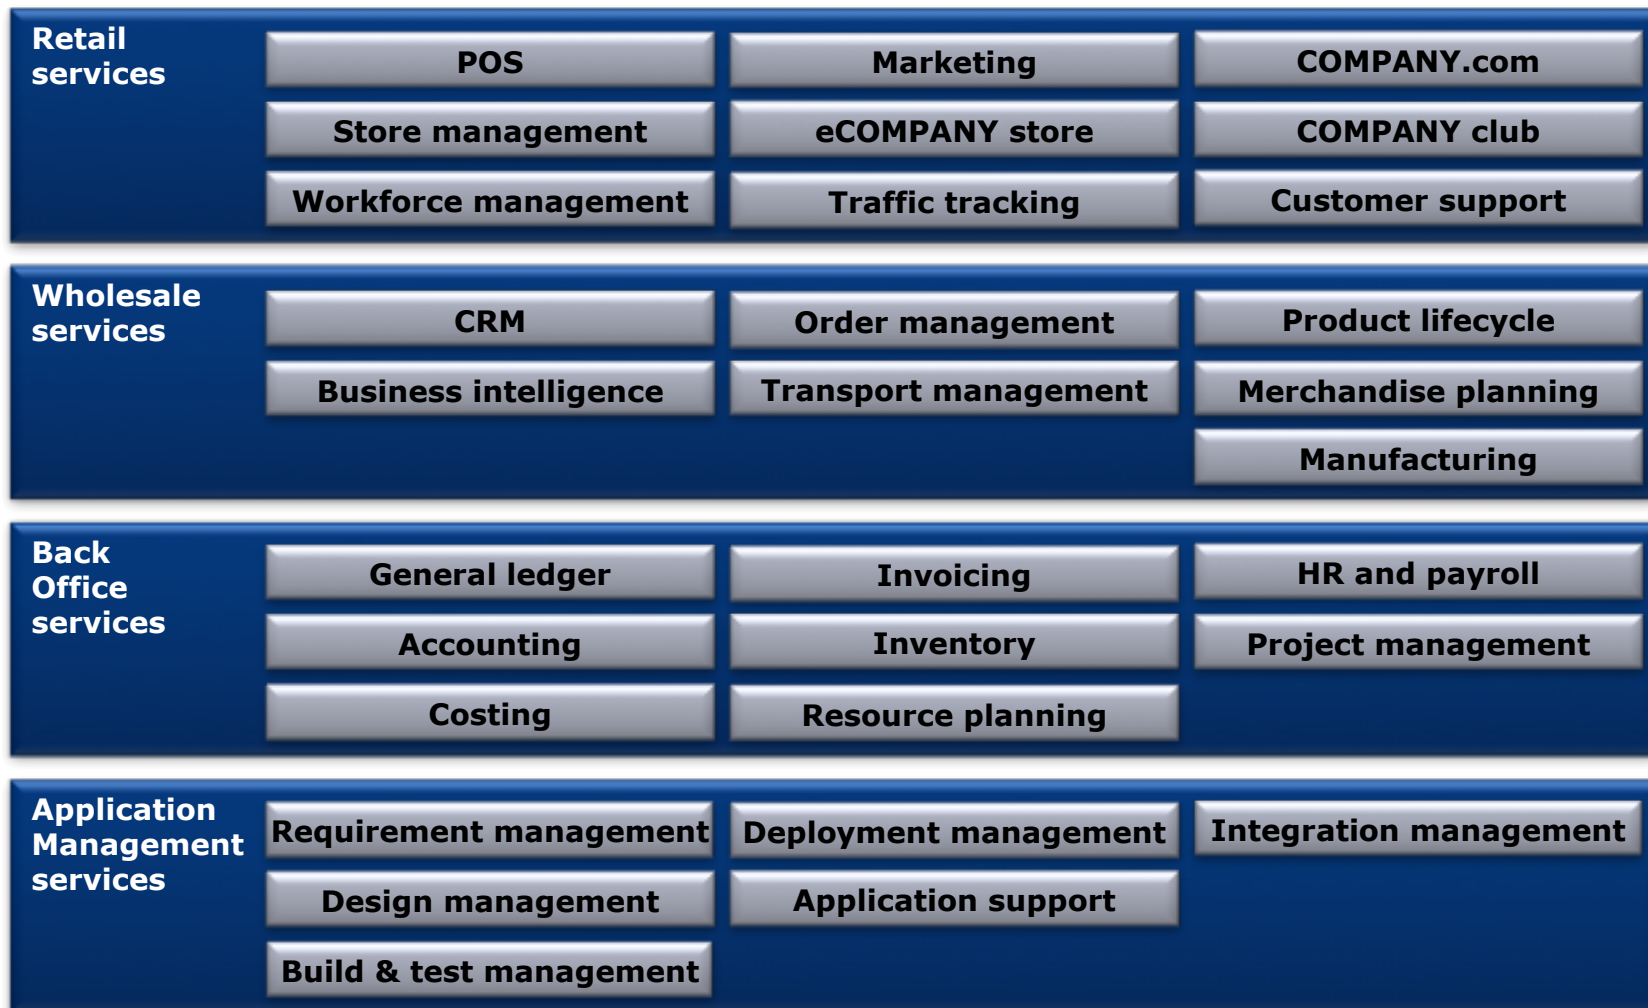 Retail
services
POS
Marketing
COMPANY.com
Store management
eCOMPANY store
COMPANY club
Workforce management
Traffic tracking
Customer support
Wholesale
services
CRM
Order management
Product lifecycle
Business intelligence
Transport management
Merchandise planning
Manufacturing
Back
Office
services
General ledger
Invoicing
HR and payroll
Accounting
Inventory
Project management
Costing
Resource planning
Application
Management
services
Requirement management
Deployment management
Integration management
Design management
Application support
Build & test management